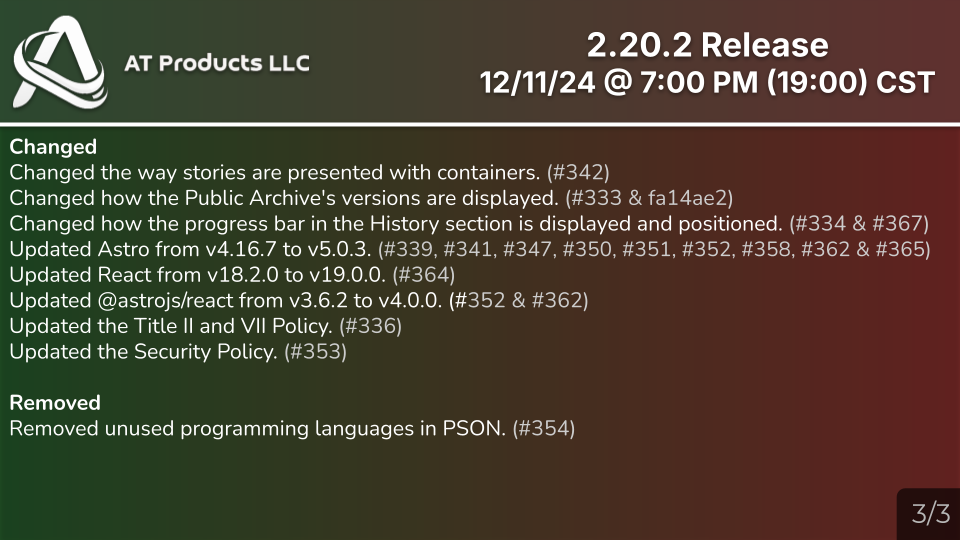 AT Products LLC
2.20.2 Release
12/11/24 @ 7:00 PM (19:00) CST
Changed
Changed the way stories are presented with containers. (#342)
Changed how the Public Archive's versions are displayed. (#333 & fa14ae2)
Changed how the progress bar in the History section is displayed and positioned. (#334 & #367)
Updated Astro from v4.16.7 to v5.0.3. (#339, #341, #347, #350, #351, #352, #358, #362 & #365)
Updated React from v18.2.0 to v19.0.0. (#364)
Updated @astrojs/react from v3.6.2 to v4.0.0. (#352 & #362)
Updated the Title II and VII Policy. (#336)
Updated the Security Policy. (#353)
Removed
Removed unused programming languages in PSON. (#354)
3/3